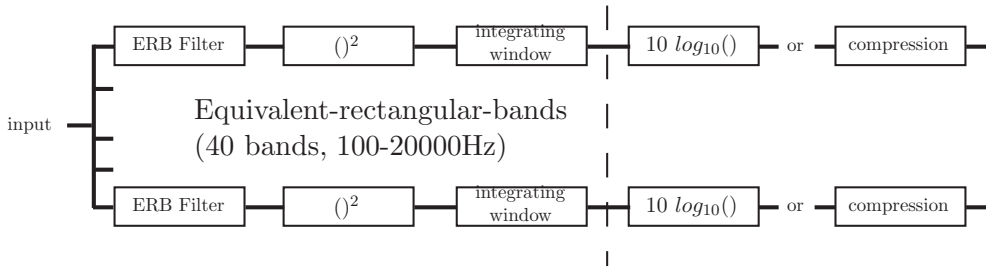 ERB Filter
()²
integrating
window
10 log₁₀()
or
compression
Equivalent-rectangular-bands
(40 bands, 100-20000Hz)
input
ERB Filter
()²
integrating
window
10 log₁₀()
or
compression